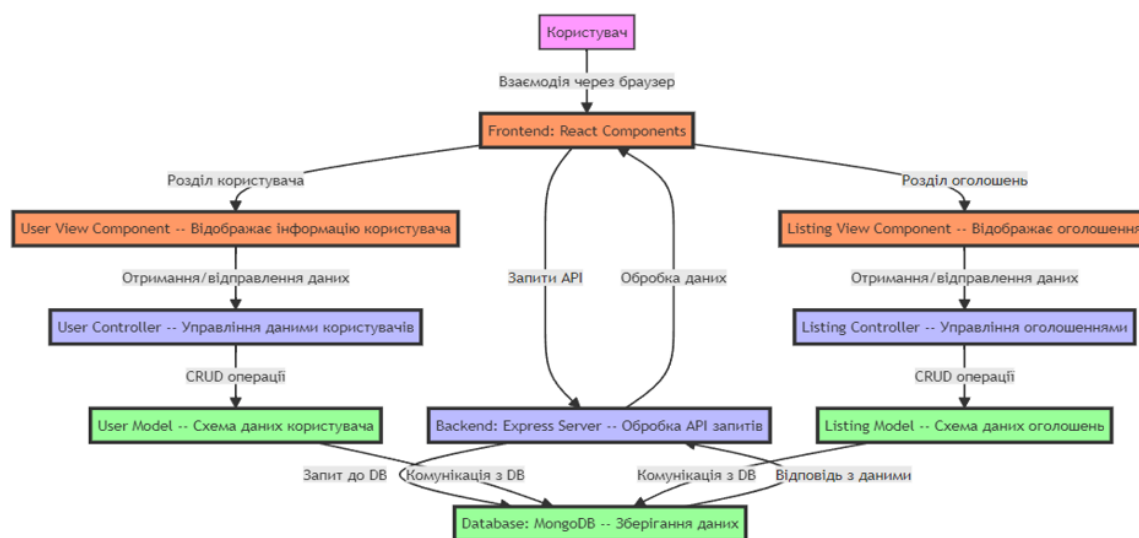 Користувач
Взаємодія через браузер
Frontend: React Components
Розділ користувача
Розділ оголошень
User View Component -- Відображає інформацію користувача
Listing View Component -- Відображає оголошення
Отримання/відправлення даних
Запити API
Обробка даних
Отримання/відправлення даних
User Controller -- Управління даними користувачів
Listing Controller -- Управління оголошеннями
CRUD операції
CRUD операції
User Model -- Схема даних користувача
Backend: Express Server -- Обробка API запитів
Listing Model -- Схема даних оголошень
Запит до DB
Комунікація з DB
Комунікація з DB
Відповідь з даними
Database: MongoDB -- Зберігання даних